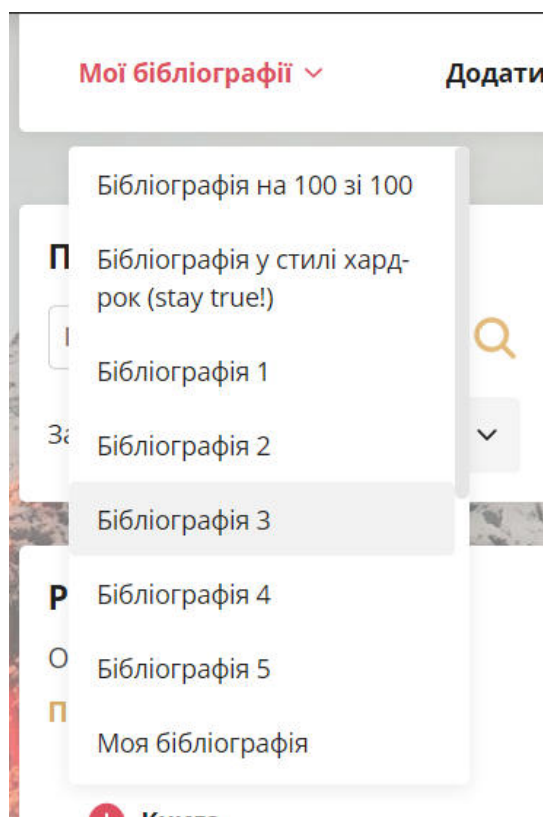 Мої бібліографії
Додати
Бібліографія на 100 зі 100
П
Бібліографія у стилі хард-
рок (stay true!)
Бібліографія 1
За
Бібліографія 2
Бібліографія 3
Р
Бібліографія 4
О
Бібліографія 5
П
Моя бібліографія